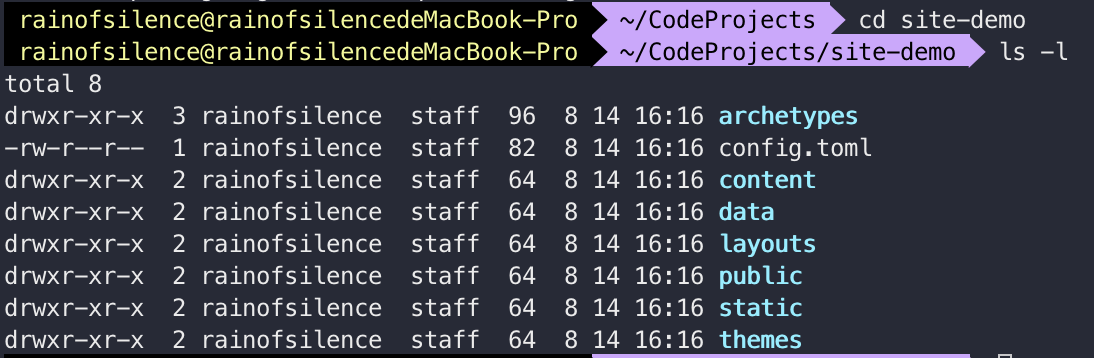 rainofsilence@rainofsilencedeMacBook-Pro ~/CodeProjects cd site-demo
rainofsilence@rainofsilencedeMacBook-Pro ~/CodeProjects/site-demo ls -l
total 8
drwxr-xr-x 3 rainofsilence staff 96 8 14 16:16 archetypes
-rw-r--r-- 1 rainofsilence staff 82 8 14 16:16 config.toml
drwxr-xr-x 2 rainofsilence staff 64 8 14 16:16 content
drwxr-xr-x 2 rainofsilence staff 64 8 14 16:16 data
drwxr-xr-x 2 rainofsilence staff 64 8 14 16:16 layouts
drwxr-xr-x 2 rainofsilence staff 64 8 14 16:16 public
drwxr-xr-x 2 rainofsilence staff 64 8 14 16:16 static
drwxr-xr-x 2 rainofsilence staff 64 8 14 16:16 themes